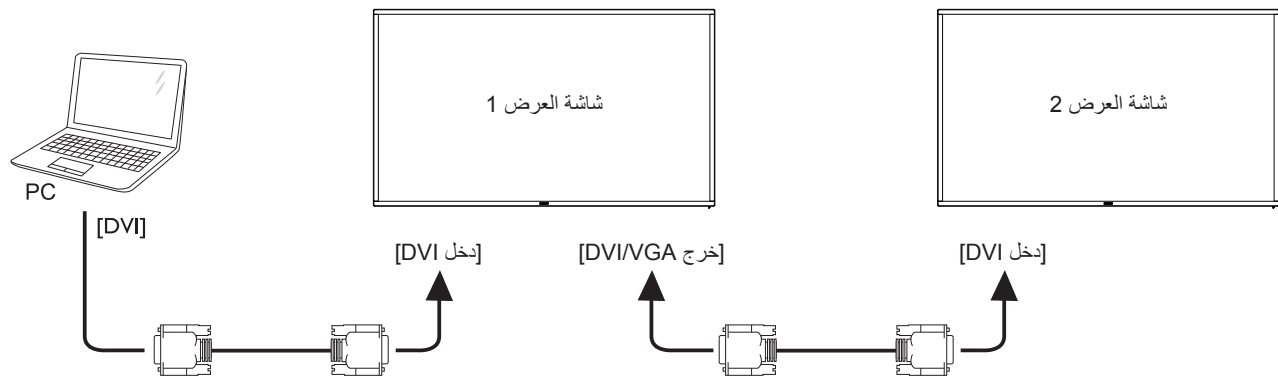 شاشة العرض 1
شاشة العرض 2
PC
[DVI]
[دخل DVI]
[خرج DVI/VGA]
[دخل DVI]